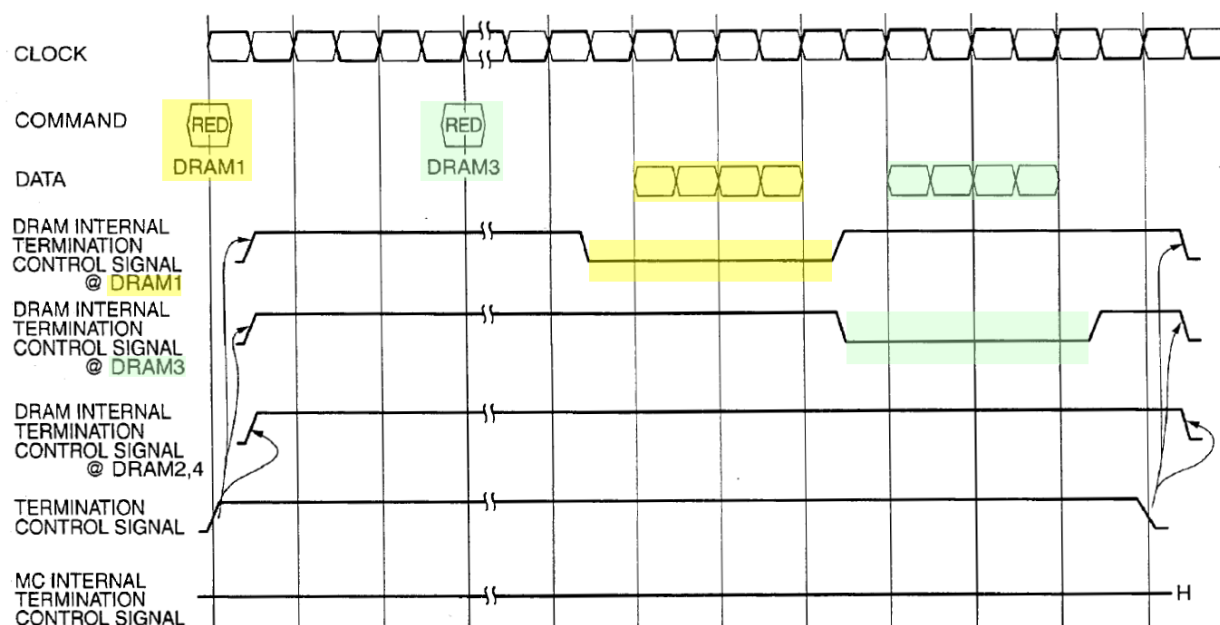 CLOCK
COMMAND
RED
RED
DRAM1
DRAM3
DATA
DRAM INTERNAL
TERMINATION
CONTROL SIGNAL
@ DRAM1
DRAM INTERNAL
TERMINATION
CONTROL SIGNAL
@ DRAM3
DRAM INTERNAL
TERMINATION
CONTROL SIGNAL
@ DRAM2,4
TERMINATION
CONTROL SIGNAL
MC INTERNAL
TERMINATION
CONTROL SIGNAL
H